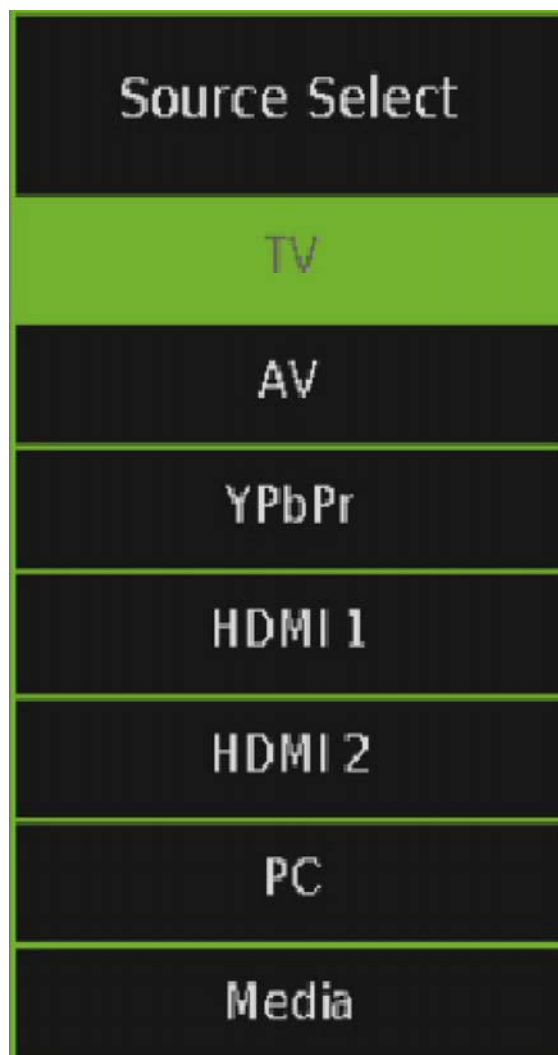 Source Select
TV
AV
YPbPr
HDMI 1
HDMI 2
PC
Media